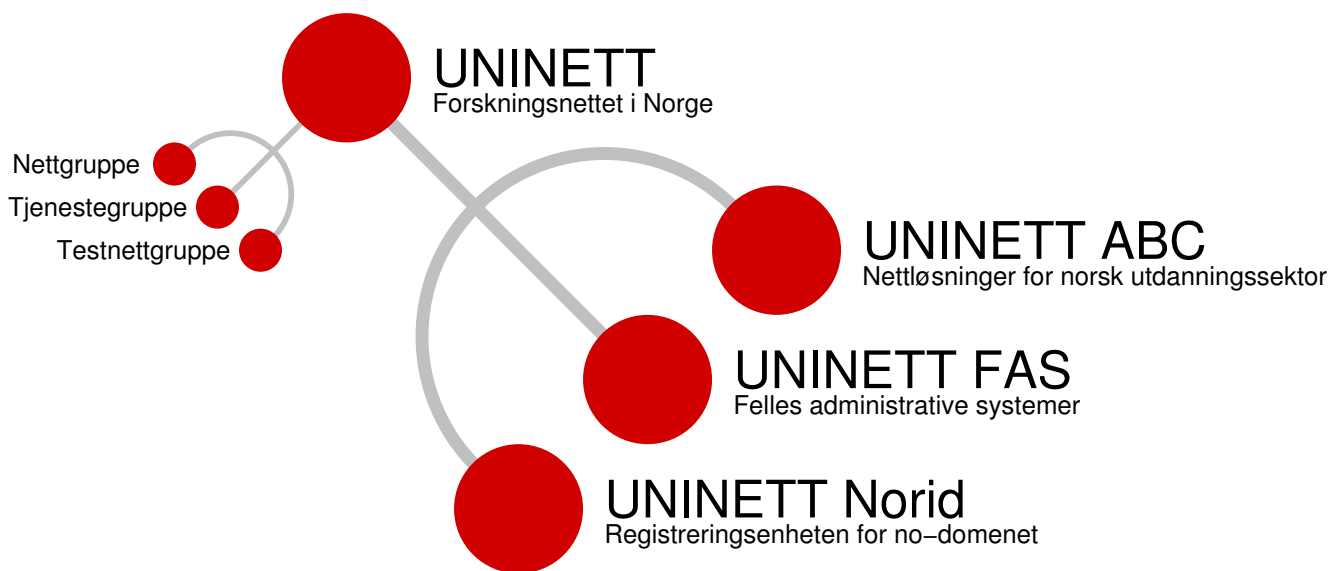 UNINETT
Forskningsnettet i Norge
Nettgruppe
Tjenestegruppe
Testnettgruppe
UNINETT ABC
Nettløsninger for norsk utdanningssektor
UNINETT FAS
Felles administrative systemer
UNINETT Norid
Registreringsenheten for no−domenet